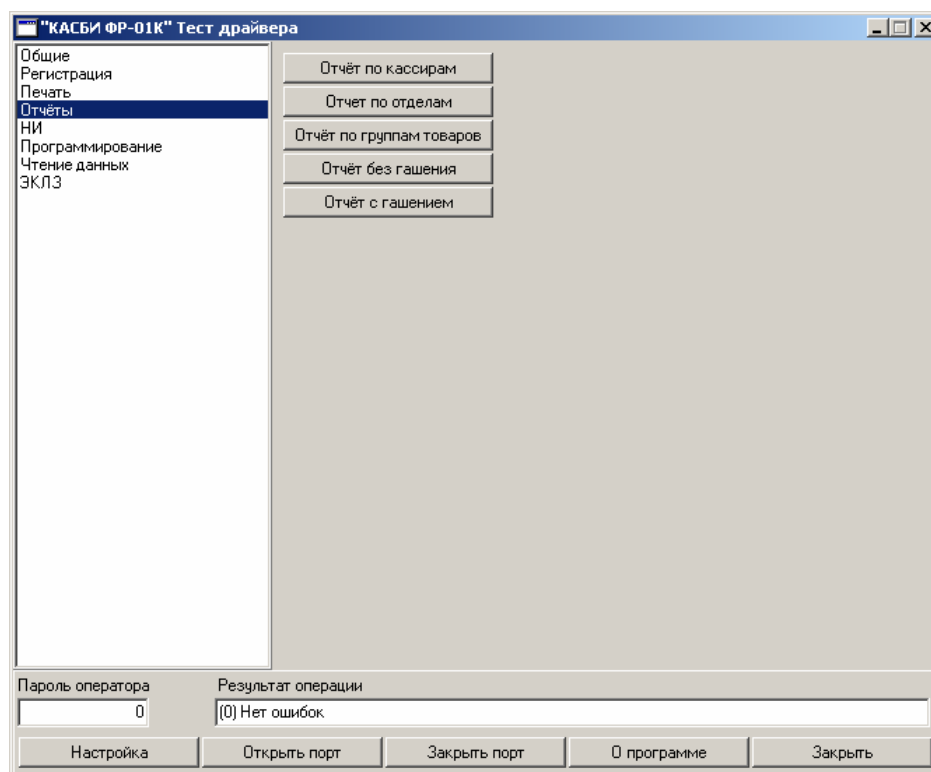 "КАСБИ ФР-01К" Тест драйвера
Общие
Регистрация
Печать
Отчёты
НИ
Программирование
Чтение данных
ЭКЛЗ
Отчёт по кассирам
Отчет по отделам
Отчёт по группам товаров
Отчёт без гашения
Отчёт с гашением
Пароль оператора
Результат операции
0
(0) Нет ошибок
Настройка
Открыть порт
Закрыть порт
О программе
Закрыть